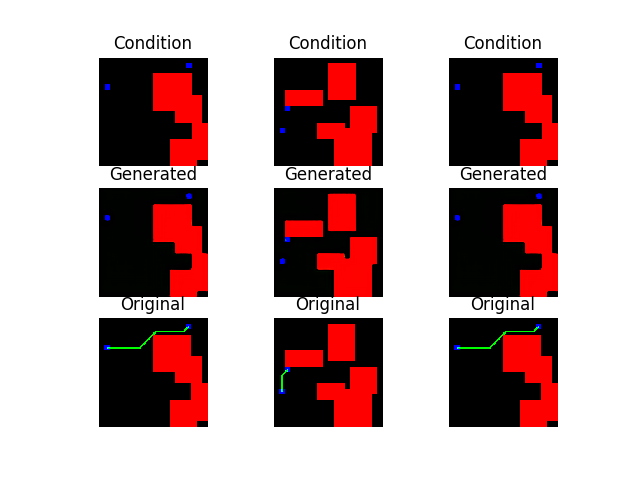 Condition Condition Condition
Generated Generated Generated
Original Original Original